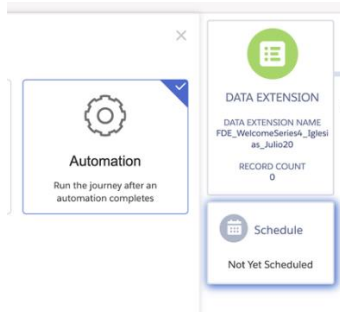 Automation
Run the journey after an
automation completes
DATA EXTENSION
DATA EXTENSION NAME
FDE_WelcomeSeries4_Iglesi
as_Julio20
RECORD COUNT
0
Schedule
Not Yet Scheduled